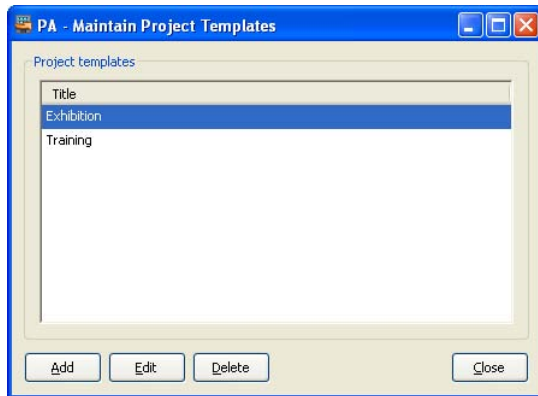 PA - Maintain Project Templates
Project templates
Title
Exhibition
Training
Add Edit Delete Close